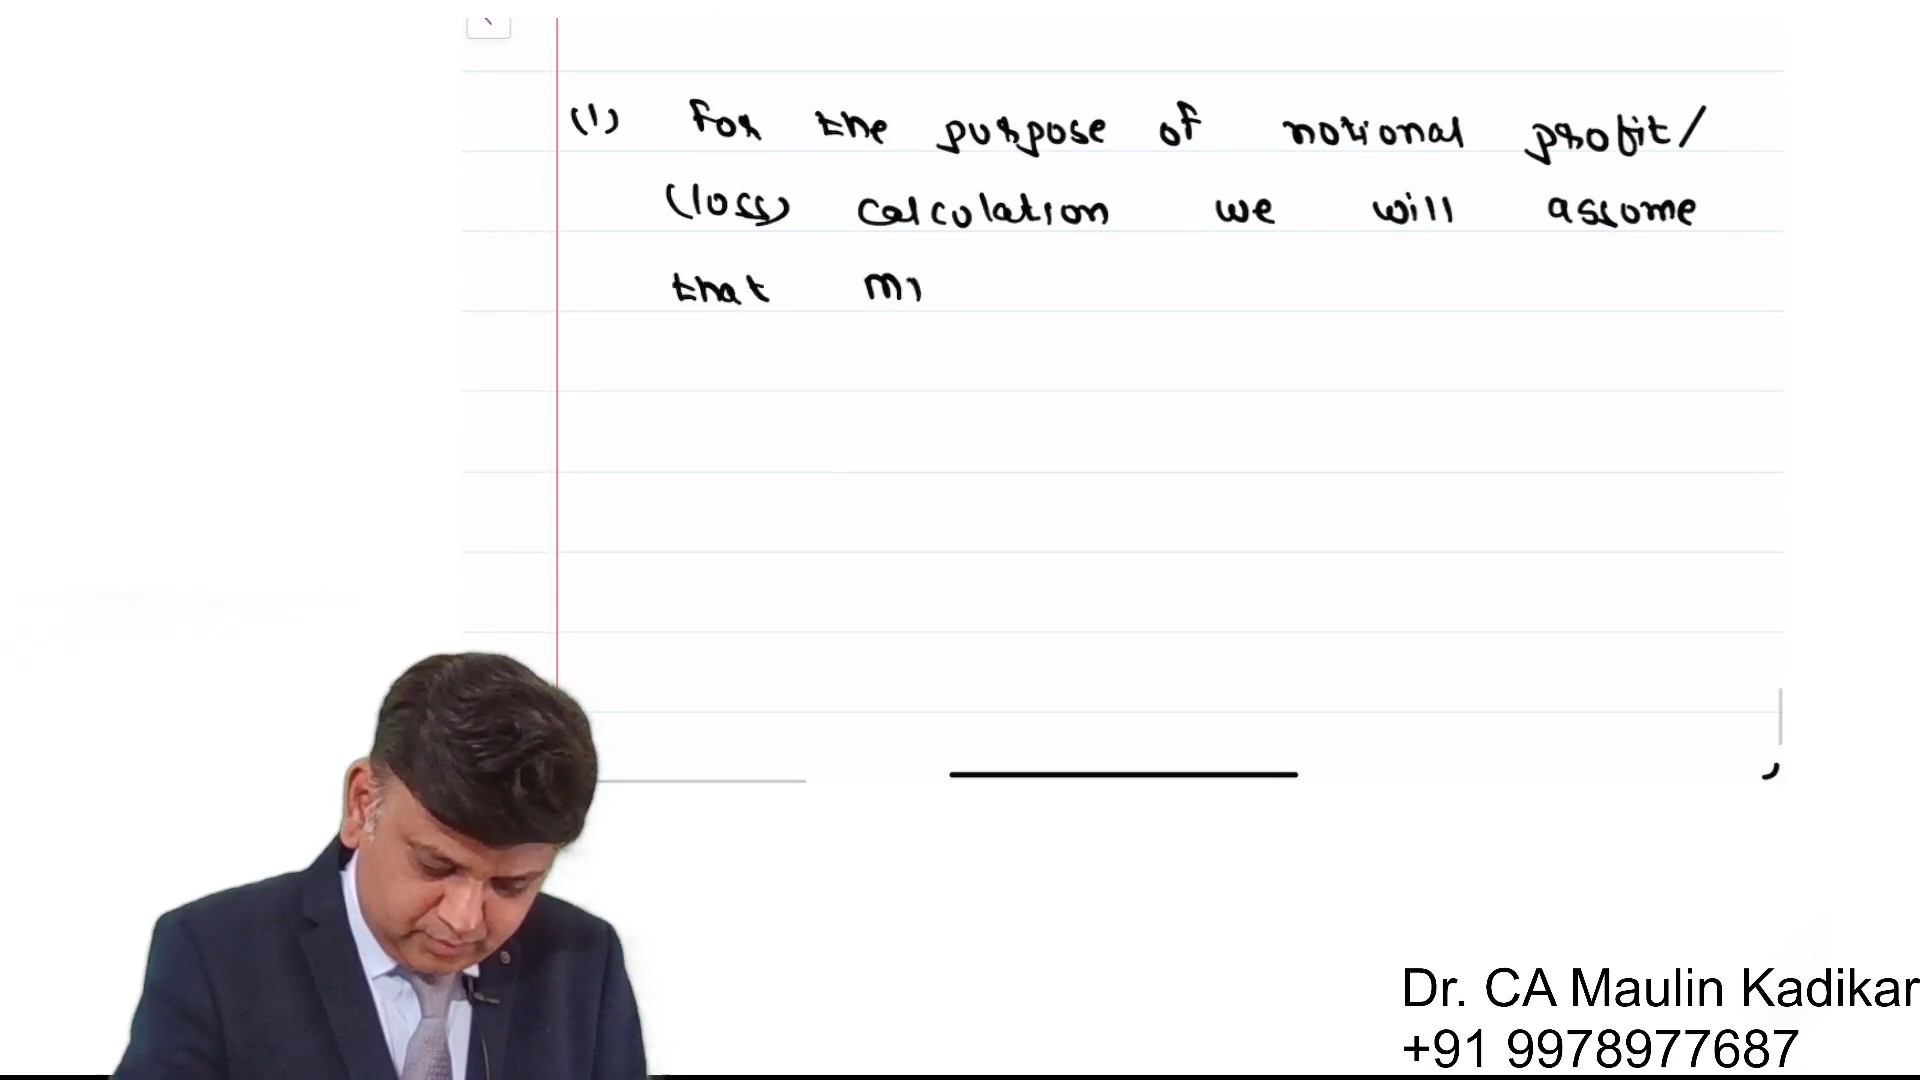 (1) For the purpose of notional profit/
(loss) calculation we will assume
that
Dr. CA Maulin Kadikar
+91 9978977687